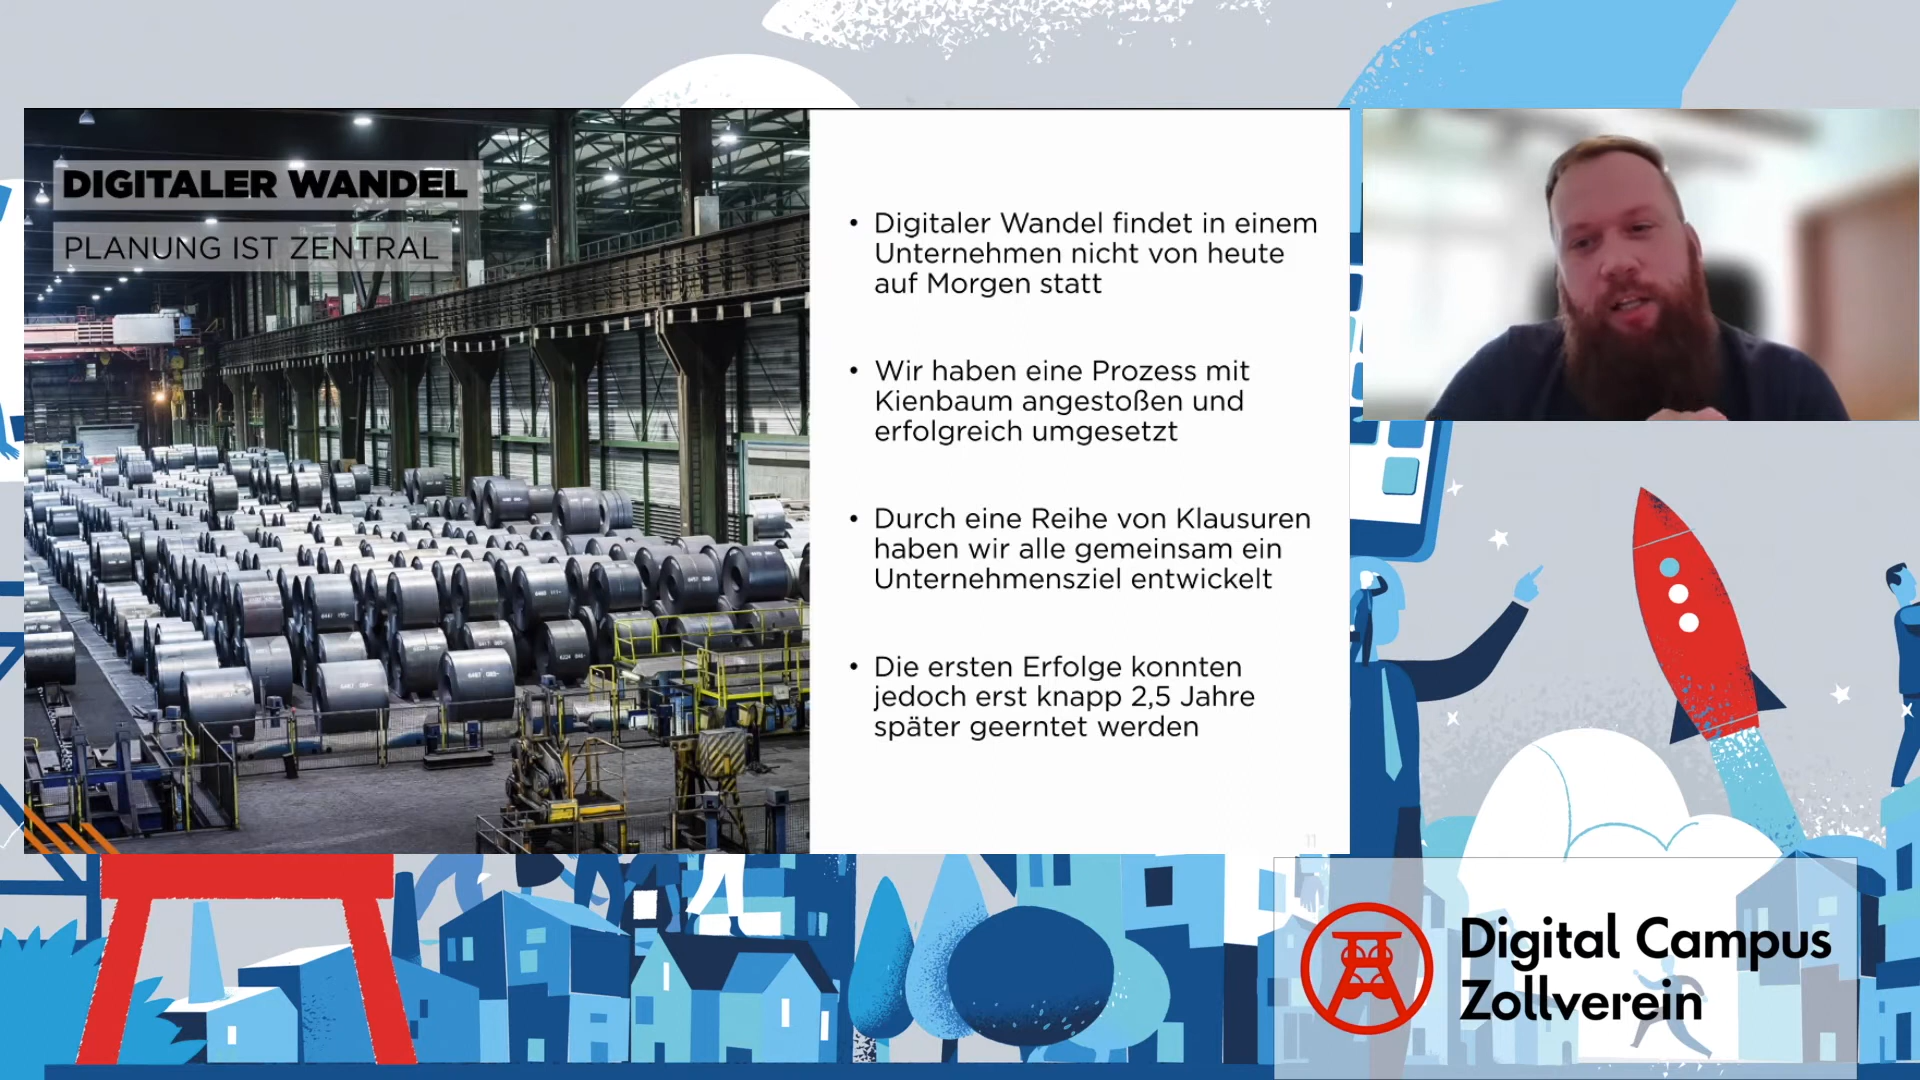 DIGITALER WANDEL
PLANUNG IST ZENTRAL
• Digitaler Wandel findet in einem
Unternehmen nicht von heute
auf Morgen statt
• Wir haben eine Prozess mit
Kienbaum angestoßen und
erfolgreich umgesetzt
• Durch eine Reihe von Klausuren
haben wir alle gemeinsam ein
Unternehmensziel entwickelt
• Die ersten Erfolge konnten
jedoch erst knapp 2,5 Jahre
später geerntet werden
11
Digital Campus
Zollverein